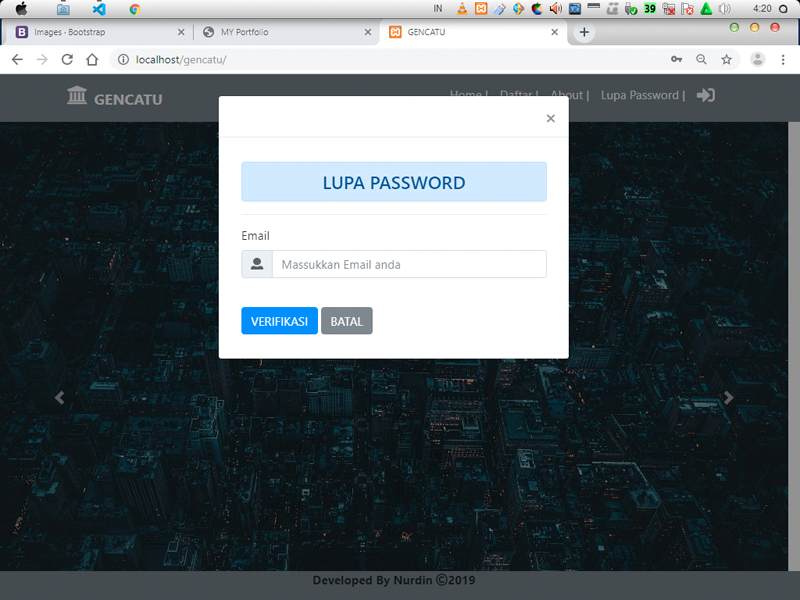 IN 39 4:20
Images · Bootstrap MY Portfolio GENCATU
localhost/gencatu/
GENCATU Home | Daftar | About | Lupa Password |
LUPA PASSWORD
Email
Massukkan Email anda
VERIFIKASI BATAL
Developed By Nurdin ©2019